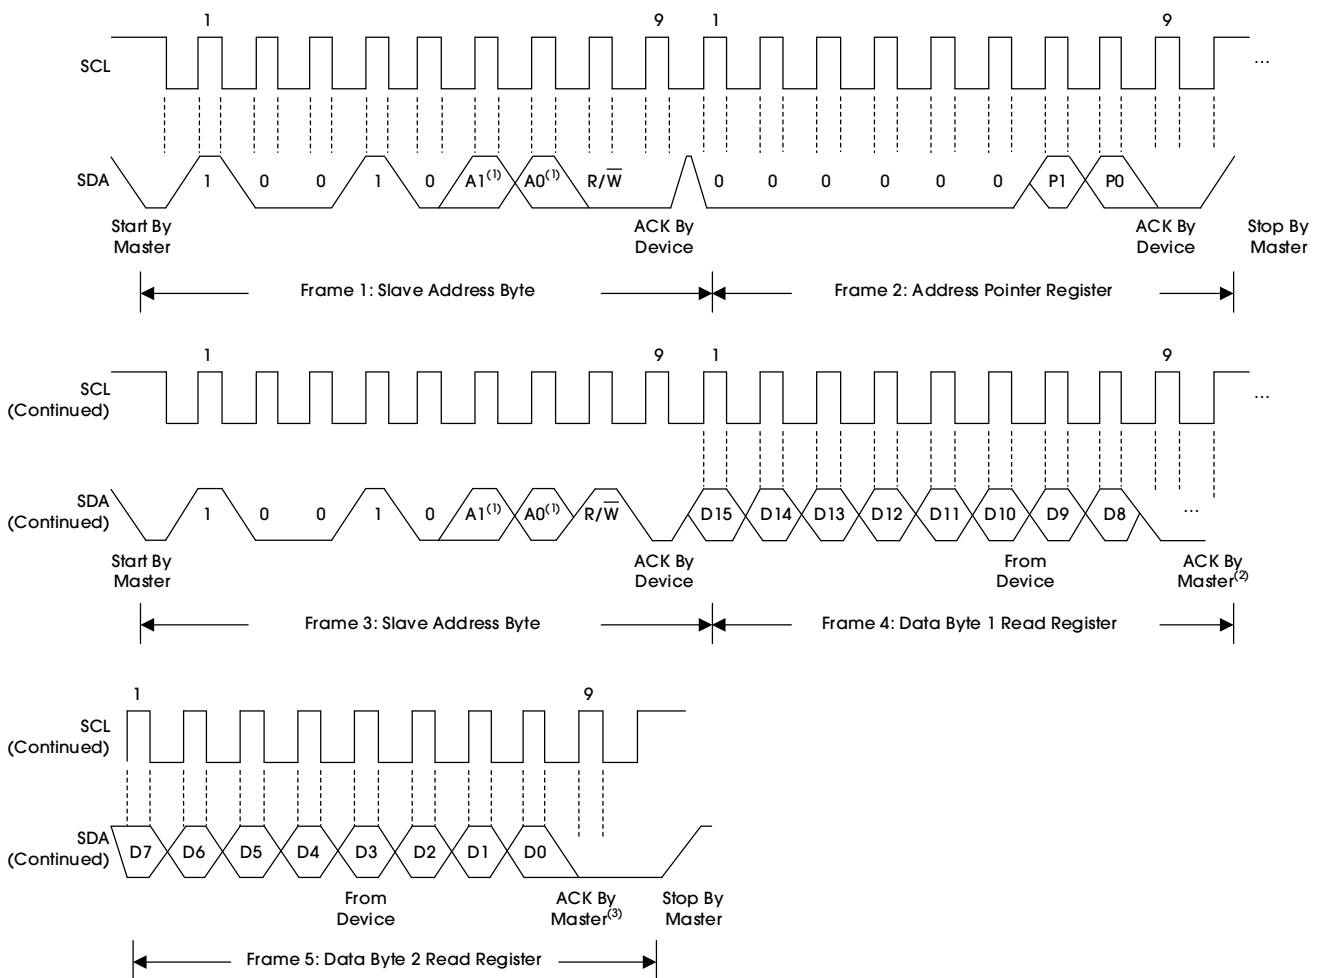 1 9 1 9
SCL ...
SDA 1 0 0 1 0 A1(1) A0(1) R/W̅ 0 0 0 0 0 0 P1 P0
Start By Master
ACK By Device
ACK By Device
Stop By Master
Frame 1: Slave Address Byte
Frame 2: Address Pointer Register
1 9 1 9
SCL (Continued) ...
SDA (Continued) 1 0 0 1 0 A1(1) A0(1) R/W̅ D15 D14 D13 D12 D11 D10 D9 D8 ...
Start By Master
ACK By Device
From Device
ACK By Master(2)
Frame 3: Slave Address Byte
Frame 4: Data Byte 1 Read Register
1 9
SCL (Continued)
SDA (Continued) D7 D6 D5 D4 D3 D2 D1 D0
From Device
ACK By Master(3)
Stop By Master
Frame 5: Data Byte 2 Read Register